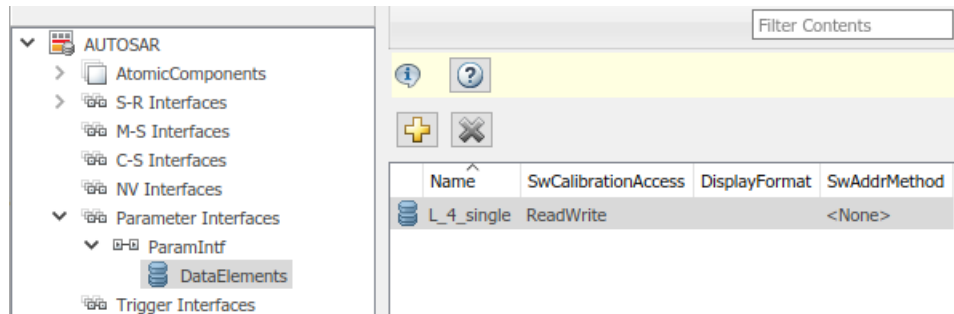 Filter Contents
AUTOSAR
AtomicComponents
S-R Interfaces
M-S Interfaces
C-S Interfaces
NV Interfaces
Parameter Interfaces
ParamIntf
DataElements
Trigger Interfaces
Name SwCalibrationAccess DisplayFormat SwAddrMethod
L_4_single ReadWrite <None>